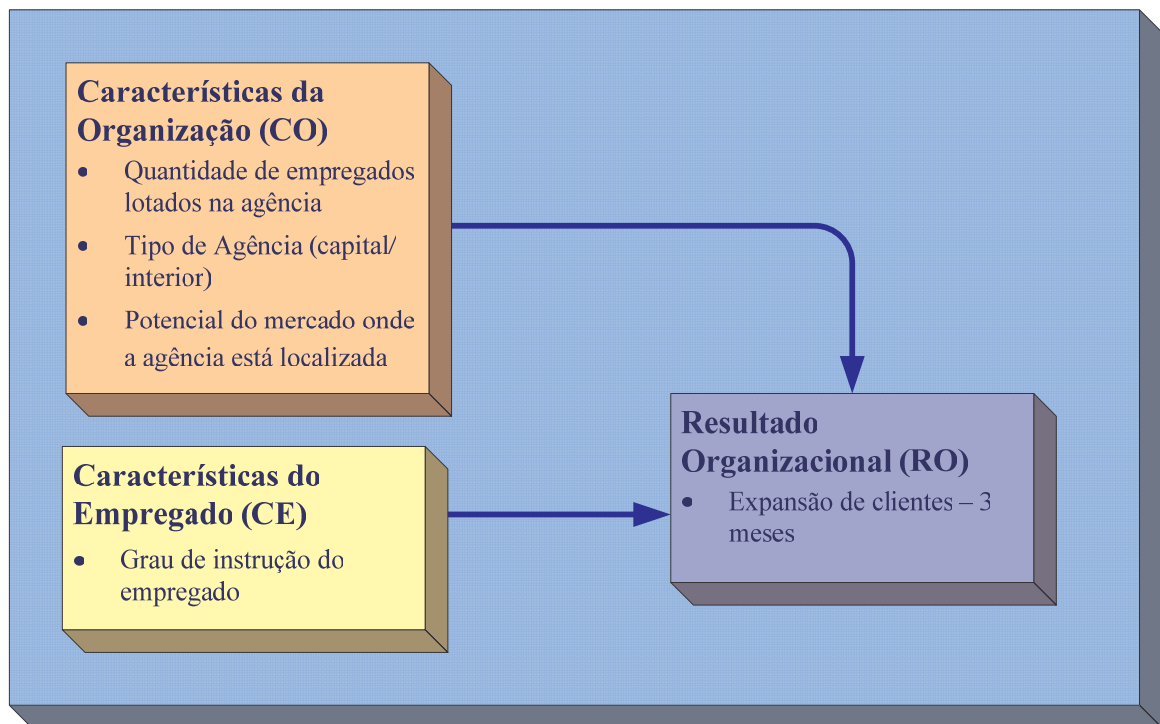 Características da
Organização (CO)
• Quantidade de empregados
lotados na agência
• Tipo de Agência (capital/
interior)
• Potencial do mercado onde
a agência está localizada
Características do
Empregado (CE)
• Grau de instrução do
empregado
Resultado
Organizacional (RO)
• Expansão de clientes – 3
meses